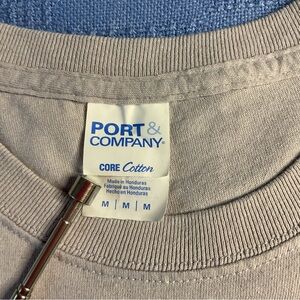 PORT &
COMPANY®
CORE Cotton
Made in Honduras
Fabriqué au Honduras
Hecho en Honduras
M | M | M